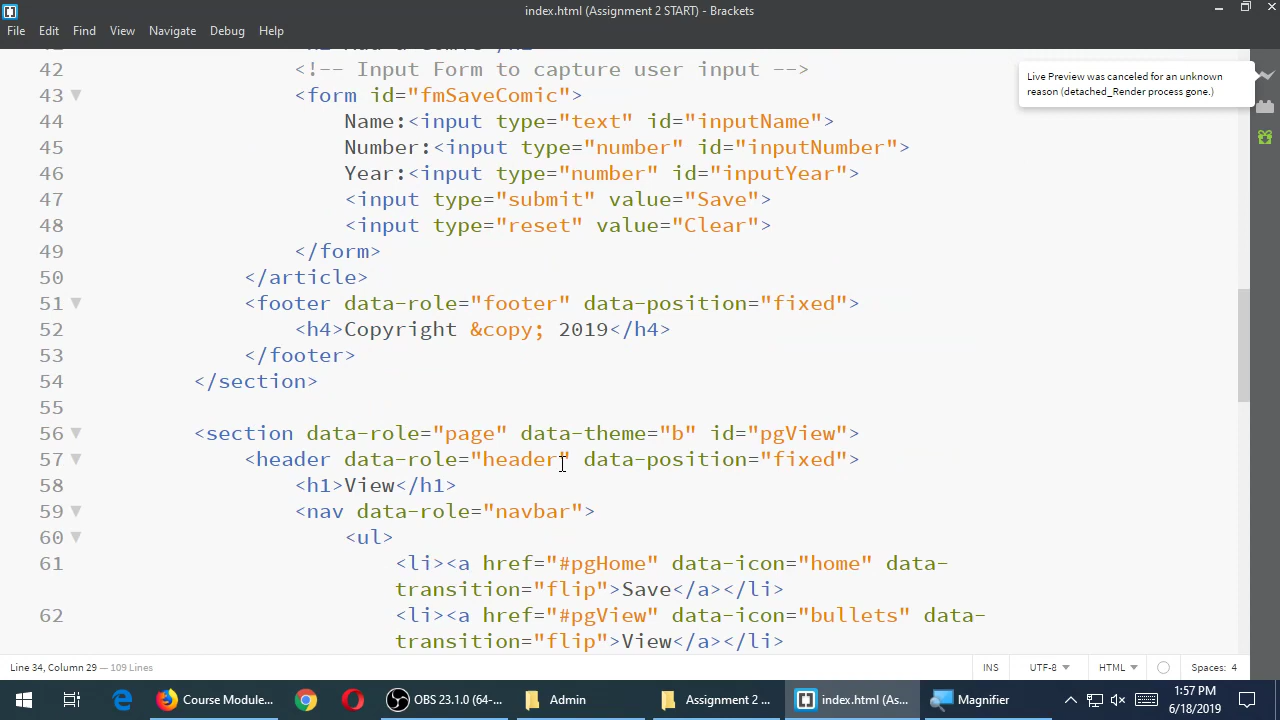 index.html (Assignment 2 START) - Brackets
File Edit Find View Navigate Debug Help
42 <!-- Input Form to capture user input -->
43 <form id="fmSaveComic">
44 Name:<input type="text" id="inputName">
45 Number:<input type="number" id="inputNumber">
46 Year:<input type="number" id="inputYear">
47 <input type="submit" value="Save">
48 <input type="reset" value="Clear">
49 </form>
50 </article>
51 <footer data-role="footer" data-position="fixed">
52 <h4>Copyright &copy; 2019</h4>
53 </footer>
54 </section>
55
56 <section data-role="page" data-theme="b" id="pgView">
57 <header data-role="header" data-position="fixed">
58 <h1>View</h1>
59 <nav data-role="navbar">
60 <ul>
61 <li><a href="#pgHome" data-icon="home" data-
transition="flip">Save</a></li>
62 <li><a href="#pgView" data-icon="bullets" data-
transition="flip">View</a></li>
Live Preview was canceled for an unknown
reason (detached_Render process gone.)
Line 34, Column 29 — 109 Lines
INS UTF-8 HTML Spaces: 4
Course Module... OBS 23.1.0 (64-... Admin Assignment 2 ... index.html (As... Magnifier
1:57 PM
6/18/2019